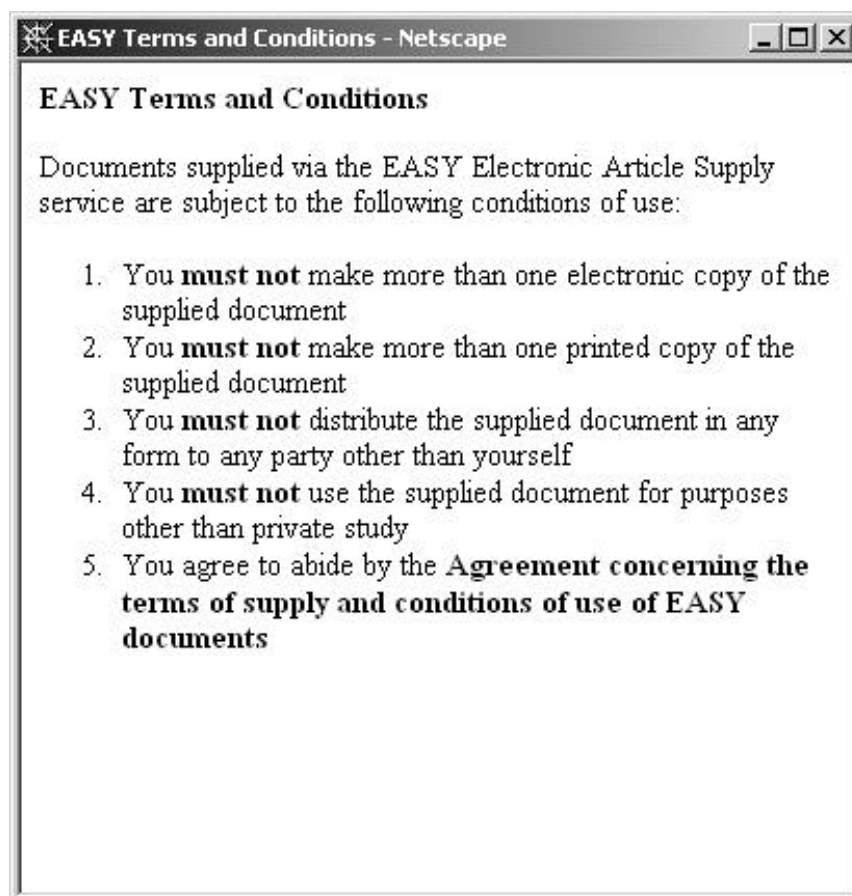 EASY Terms and Conditions - Netscape
EASY Terms and Conditions
Documents supplied via the EASY Electronic Article Supply
service are subject to the following conditions of use:
1. You must not make more than one electronic copy of the
supplied document
2. You must not make more than one printed copy of the
supplied document
3. You must not distribute the supplied document in any
form to any party other than yourself
4. You must not use the supplied document for purposes
other than private study
5. You agree to abide by the Agreement concerning the
terms of supply and conditions of use of EASY
documents